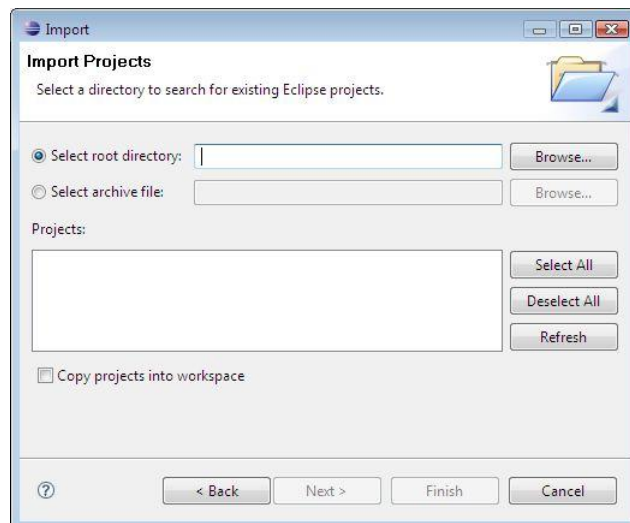 Import
Import Projects
Select a directory to search for existing Eclipse projects.
Select root directory: Browse...
Select archive file: Browse...
Projects:
Select All
Deselect All
Refresh
Copy projects into workspace
? < Back Next > Finish Cancel